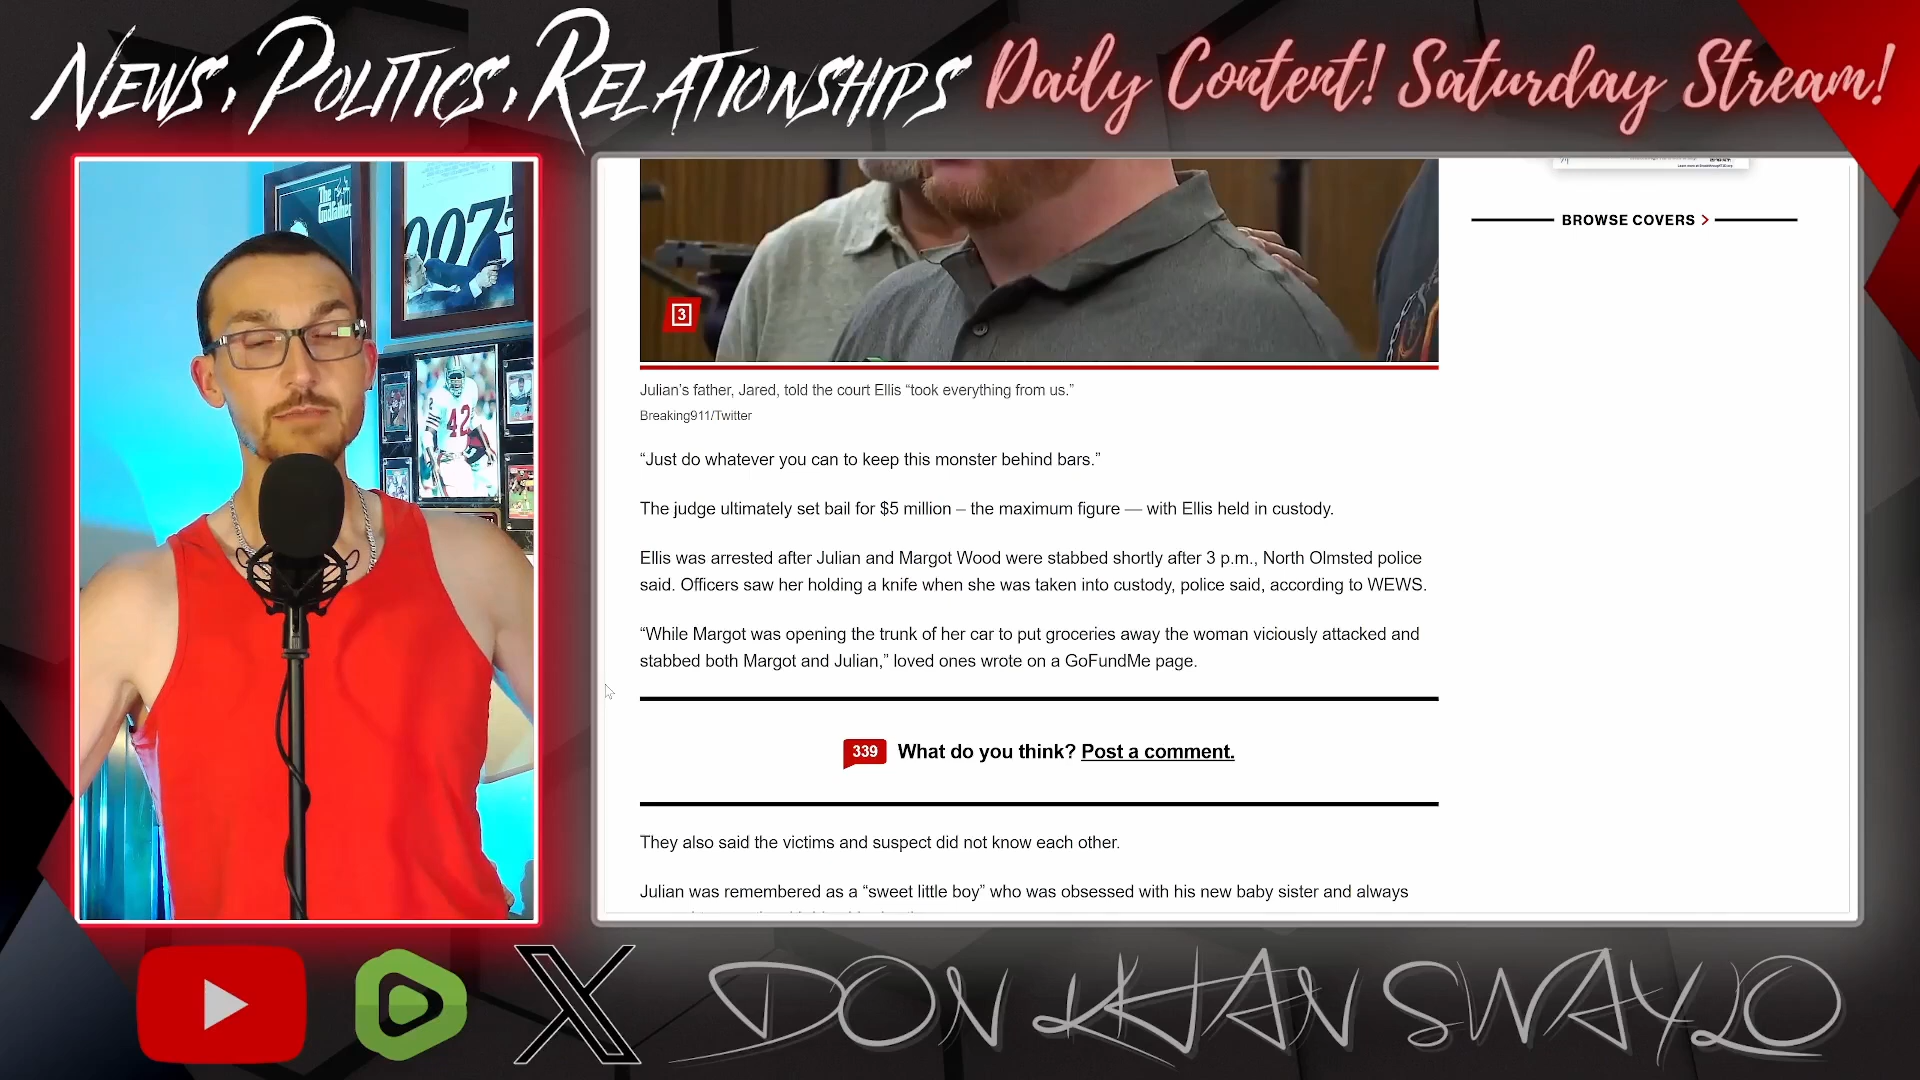 NEWS, POLITICS, RELATIONSHIPS
Daily Content! Saturday Stream!
The Godfather
007
42
3
BROWSE COVERS >
Julian’s father, Jared, told the court Ellis “took everything from us.”
Breaking911/Twitter
“Just do whatever you can to keep this monster behind bars.”
The judge ultimately set bail for $5 million – the maximum figure — with Ellis held in custody.
Ellis was arrested after Julian and Margot Wood were stabbed shortly after 3 p.m., North Olmsted police
said. Officers saw her holding a knife when she was taken into custody, police said, according to WEWS.
“While Margot was opening the trunk of her car to put groceries away the woman viciously attacked and
stabbed both Margot and Julian,” loved ones wrote on a GoFundMe page.
339 What do you think? Post a comment.
They also said the victims and suspect did not know each other.
Julian was remembered as a “sweet little boy” who was obsessed with his new baby sister and always
X
DON KHAN SWAYLO